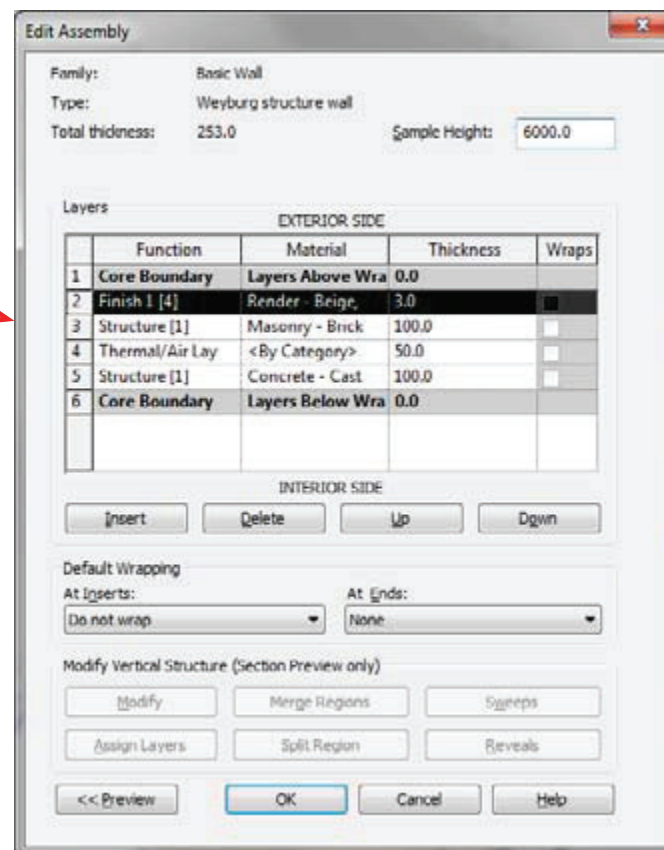 Edit Assembly
Family: Basic Wall
Type: Weyburg structure wall
Total thickness: 253.0 Sample Height: 6000.0
Layers
EXTERIOR SIDE
Function Material Thickness Wraps
1 Core Boundary Layers Above Wra 0.0
2 Finish 1 [4] Render - Beige, 3.0
3 Structure [1] Masonry - Brick 100.0
4 Thermal/Air Lay <By Category> 50.0
5 Structure [1] Concrete - Cast 100.0
6 Core Boundary Layers Below Wra 0.0
INTERIOR SIDE
Insert Delete Up Down
Default Wrapping
At Inserts: At Ends:
Do not wrap None
Modify Vertical Structure (Section Preview only)
Modify Merge Regions Sweeps
Assign Layers Split Region Reveals
<< Preview OK Cancel Help